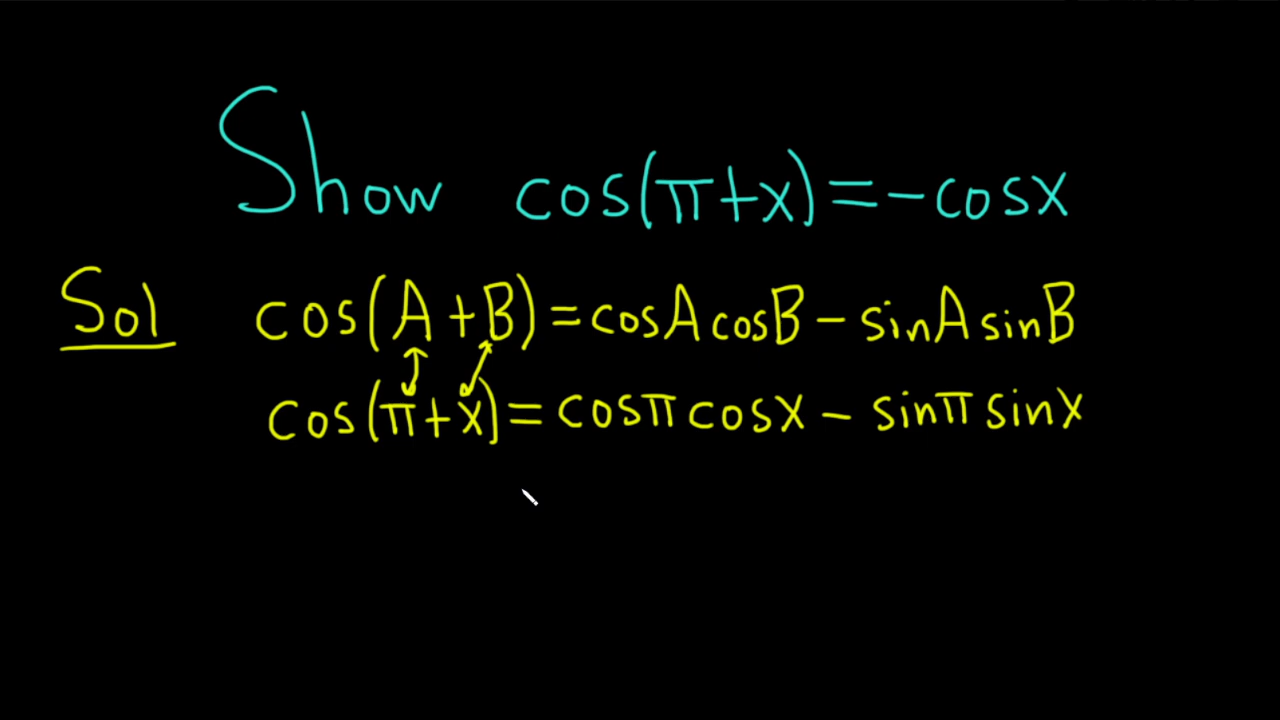 Show cos(π+x)=-cosx
Sol cos(A+B)=cosAcosB-sinAsinB
cos(π+x)=cosπcosx-sinπsinx